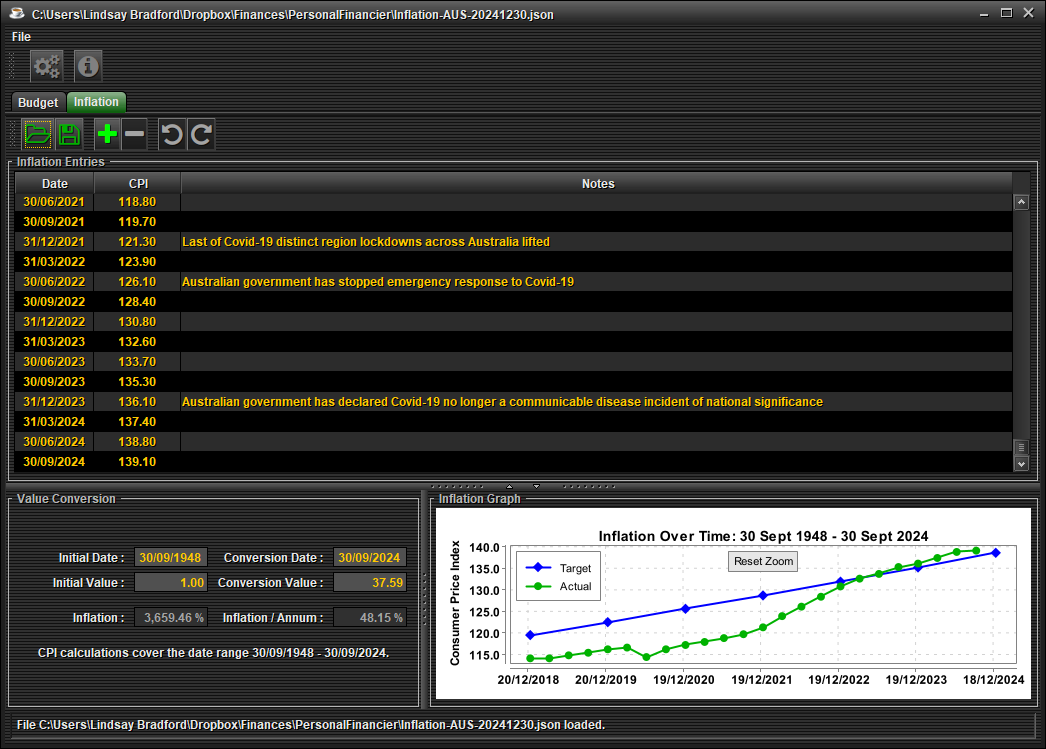 C:\Users\Lindsay Bradford\Dropbox\Finances\PersonalFinancier\Inflation-AUS-20241230.json
File
Budget Inflation
Inflation Entries
Date CPI Notes
30/06/2021 118.80
30/09/2021 119.70
31/12/2021 121.30 Last of Covid-19 distinct region lockdowns across Australia lifted
31/03/2022 123.90
30/06/2022 126.10 Australian government has stopped emergency response to Covid-19
30/09/2022 128.40
31/12/2022 130.80
31/03/2023 132.60
30/06/2023 133.70
30/09/2023 135.30
31/12/2023 136.10 Australian government has declared Covid-19 no longer a communicable disease incident of national significance
31/03/2024 137.40
30/06/2024 138.80
30/09/2024 139.10
Value Conversion
Initial Date : 30/09/1948 Conversion Date : 30/09/2024
Initial Value : 1.00 Conversion Value : 37.59
Inflation : 3,659.46 % Inflation / Annum : 48.15 %
CPI calculations cover the date range 30/09/1948 - 30/09/2024.
Inflation Graph
Inflation Over Time: 30 Sept 1948 - 30 Sept 2024
Consumer Price Index
140.0
135.0
130.0
125.0
120.0
115.0
Target
Actual
Reset Zoom
20/12/2018 20/12/2019 19/12/2020 19/12/2021 19/12/2022 19/12/2023 18/12/2024
File C:\Users\Lindsay Bradford\Dropbox\Finances\PersonalFinancier\Inflation-AUS-20241230.json loaded.